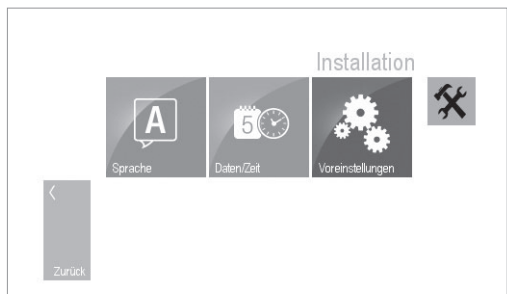 Installation
A
5
Sprache
Daten/Zeit
Voreinstellungen
Zurück